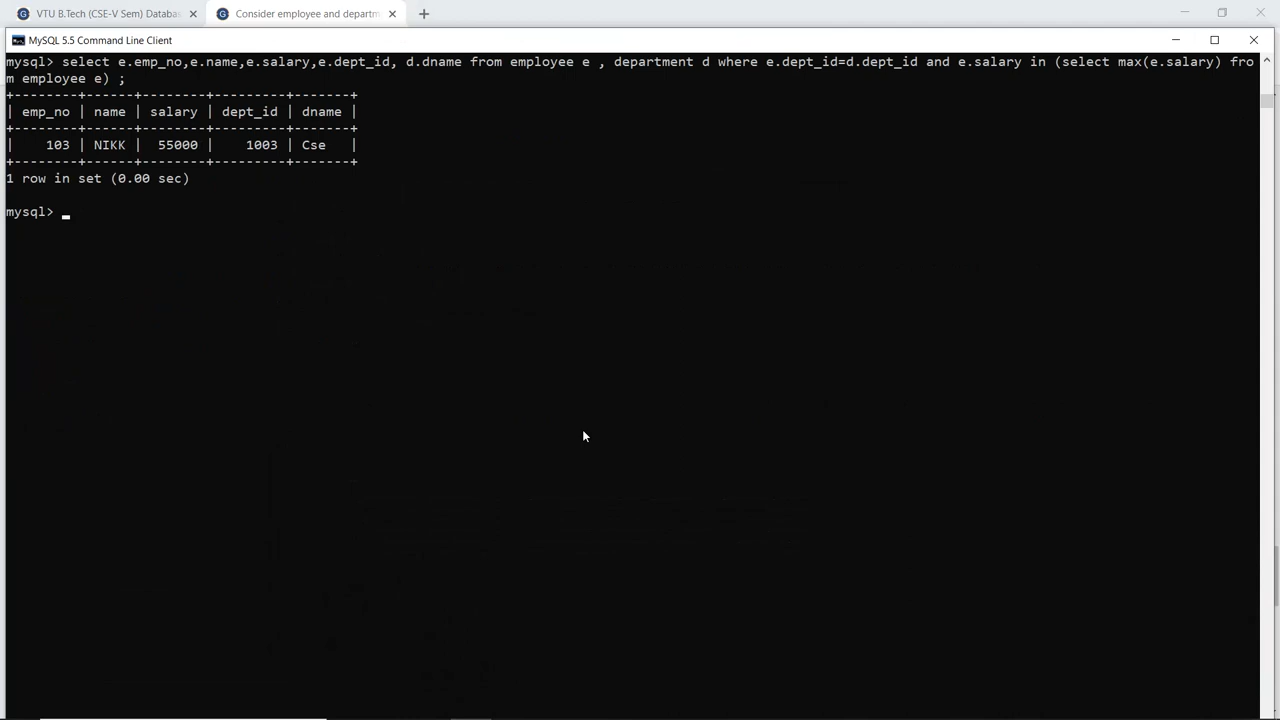 VTU B.Tech (CSE-V Sem) Databa
Consider employee and departm
MySQL 5.5 Command Line Client
mysql> select e.emp_no,e.name,e.salary,e.dept_id, d.dname from employee e , department d where e.dept_id=d.dept_id and e.salary in (select max(e.salary) fro
m employee e) ;
+--------+------+--------+---------+-------+
| emp_no | name | salary | dept_id | dname |
+--------+------+--------+---------+-------+
|    103 | NIKK |  55000 |    1003 | Cse   |
+--------+------+--------+---------+-------+
1 row in set (0.00 sec)
mysql>